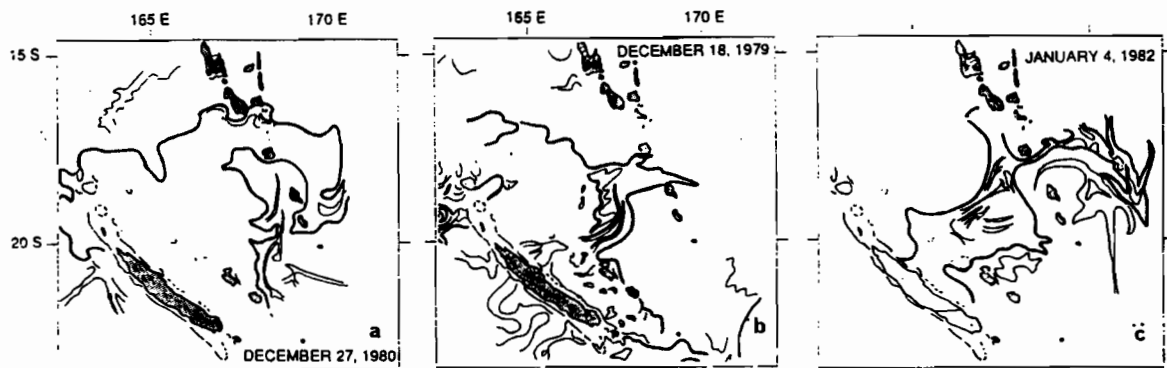 165 E 170 E 165 E 170 E
15 S DECEMBER 18, 1979 JANUARY 4, 1982
20 S
a b c
DECEMBER 27, 1980